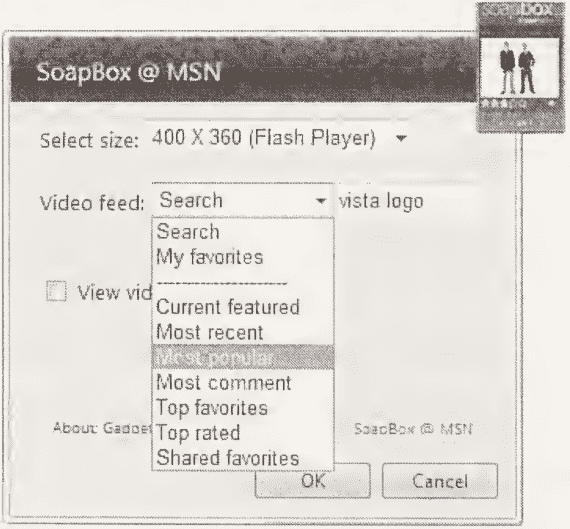 soapbox
SoapBox @ MSN
Select size: 400 X 360 (Flash Player)
Video feed: Search vista logo
Search
My favorites
--------------------
Current featured
View vid
Most recent
Most popular
Most comment
Top favorites
About: Gadget SoapBox @ MSN
Top rated
Shared favorites
OK Cancel